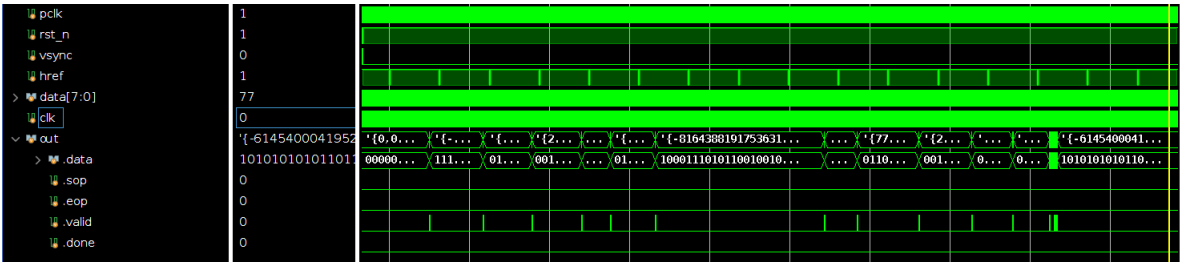 pclk 1
rst_n 1
vsync 0
href 1
data[7:0] 77
clk 0
out '{-6145400041952 '{0,0... '{-... '{... '{2... ... '{... '{-8164388191753631... ... '{77... '{2... '... '... '{-6145400041...
.data 101010101011011 00000... 111... 01... 001... ... 01... 1000111010110010010... ... 0110... 001... 0... 0... 1010101010110...
.sop 0
.eop 0
.valid 0
.done 0